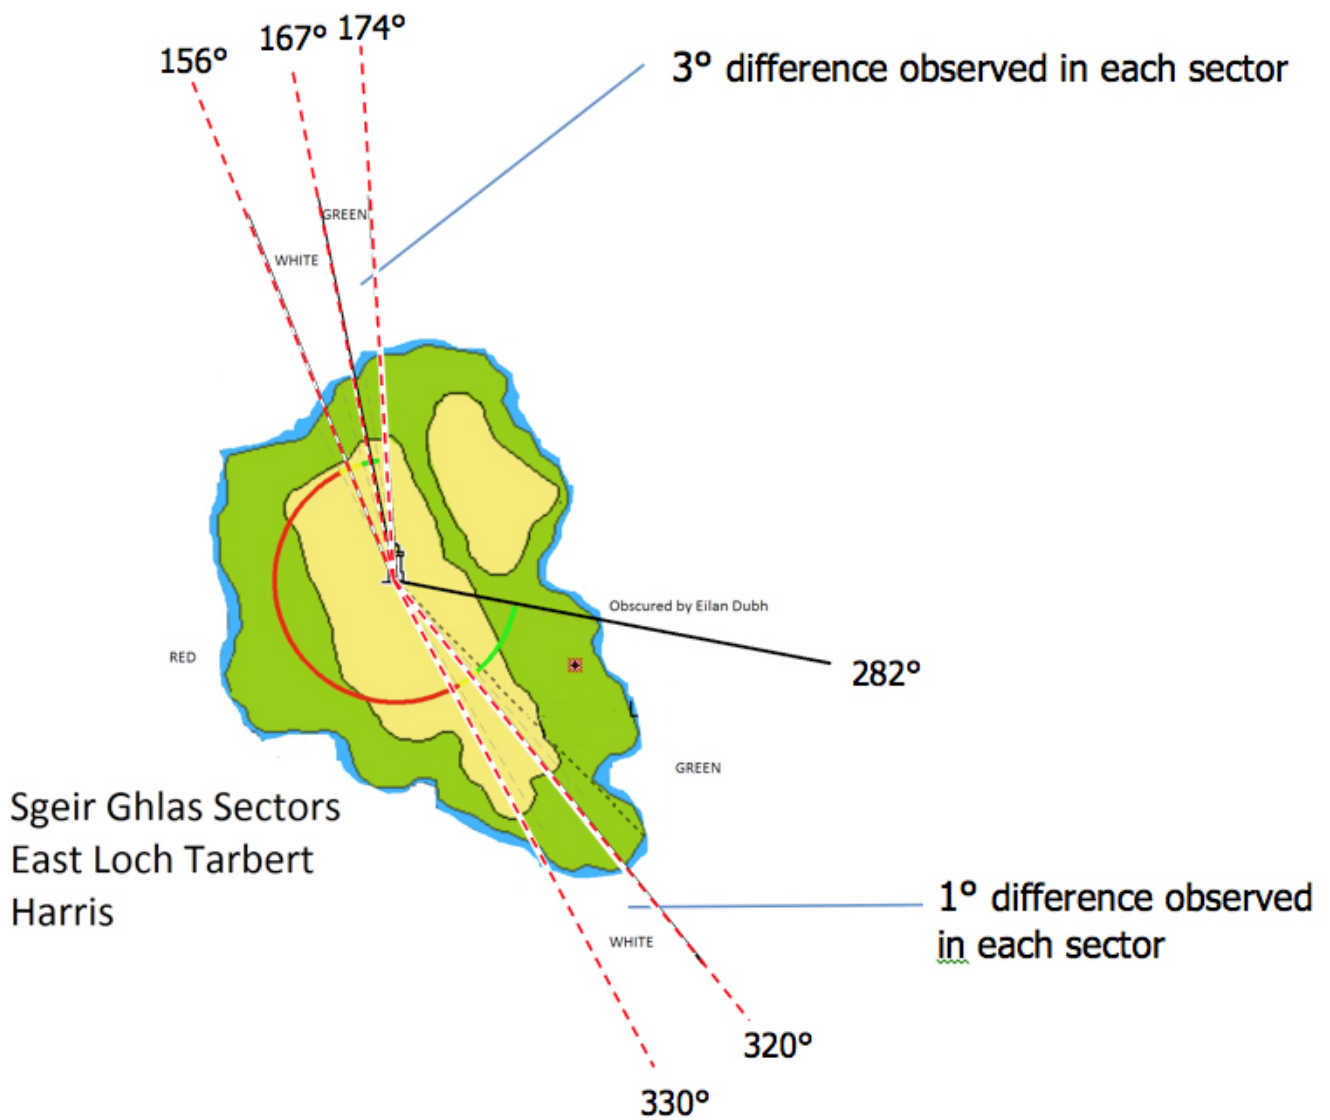 156°
167°
174°
3° difference observed in each sector
GREEN
WHITE
Obscured by Eilan Dubh
RED
282°
GREEN
Sgeir Ghlas Sectors
East Loch Tarbert
Harris
1° difference observed
in each sector
WHITE
320°
330°